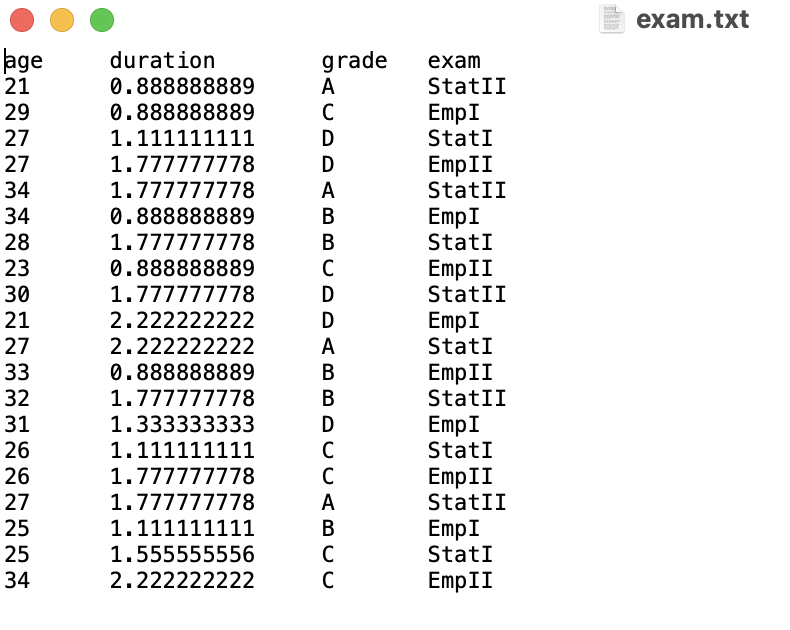 exam.txt
age duration grade exam
21 0.888888889 A StatII
29 0.888888889 C EmpI
27 1.111111111 D StatI
27 1.777777778 D EmpII
34 1.777777778 A StatII
34 0.888888889 B EmpI
28 1.777777778 B StatI
23 0.888888889 C EmpII
30 1.777777778 D StatII
21 2.222222222 D EmpI
27 2.222222222 A StatI
33 0.888888889 B EmpII
32 1.777777778 B StatII
31 1.333333333 D EmpI
26 1.111111111 C StatI
26 1.777777778 C EmpII
27 1.777777778 A StatII
25 1.111111111 B EmpI
25 1.555555556 C StatI
34 2.222222222 C EmpII